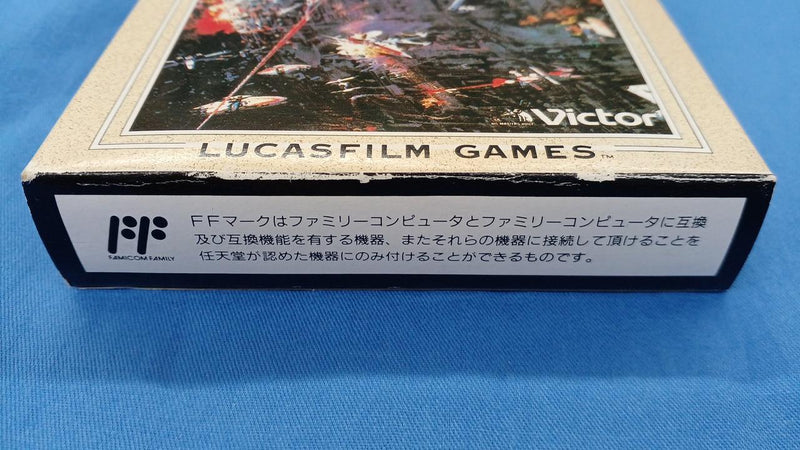 Victor
LUCASFILM GAMES™
FF
FAMICOM FAMILY
FFマークはファミリーコンピュータとファミリーコンピュータに互換
及び互換機能を有する機器、またそれらの機器に接続して頂けることを
任天堂が認めた機器にのみ付けることができるものです。